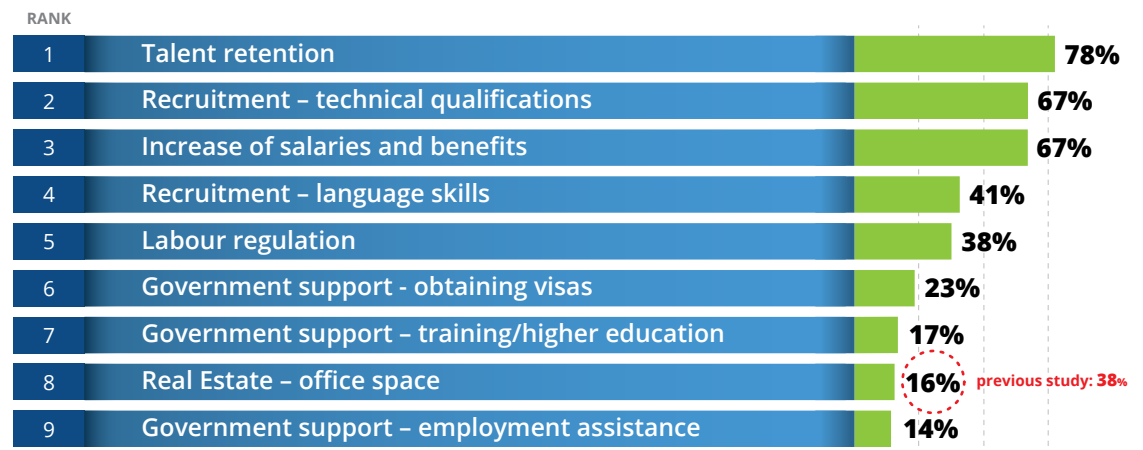 RANK
1 Talent retention 78%
2 Recruitment – technical qualifications 67%
3 Increase of salaries and benefits 67%
4 Recruitment – language skills 41%
5 Labour regulation 38%
6 Government support - obtaining visas 23%
7 Government support – training/higher education 17%
8 Real Estate – office space 16% previous study: 38%
9 Government support – employment assistance 14%